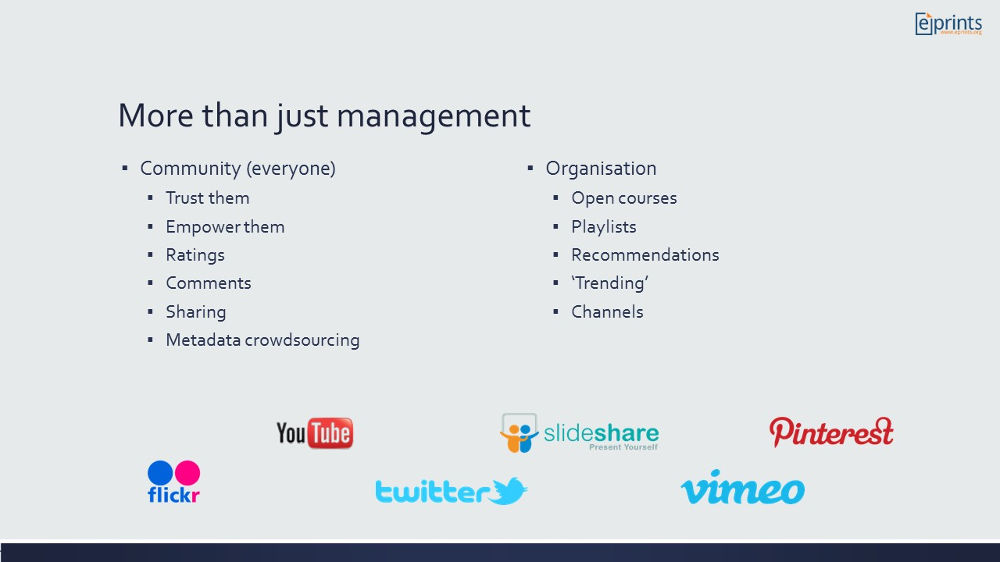 eprints
www.eprints.org
More than just management
▪ Community (everyone)
▪ Trust them
▪ Empower them
▪ Ratings
▪ Comments
▪ Sharing
▪ Metadata crowdsourcing
▪ Organisation
▪ Open courses
▪ Playlists
▪ Recommendations
▪ ‘Trending’
▪ Channels
YouTube
slideshare
Present Yourself
Pinterest
flickr
twitter
vimeo